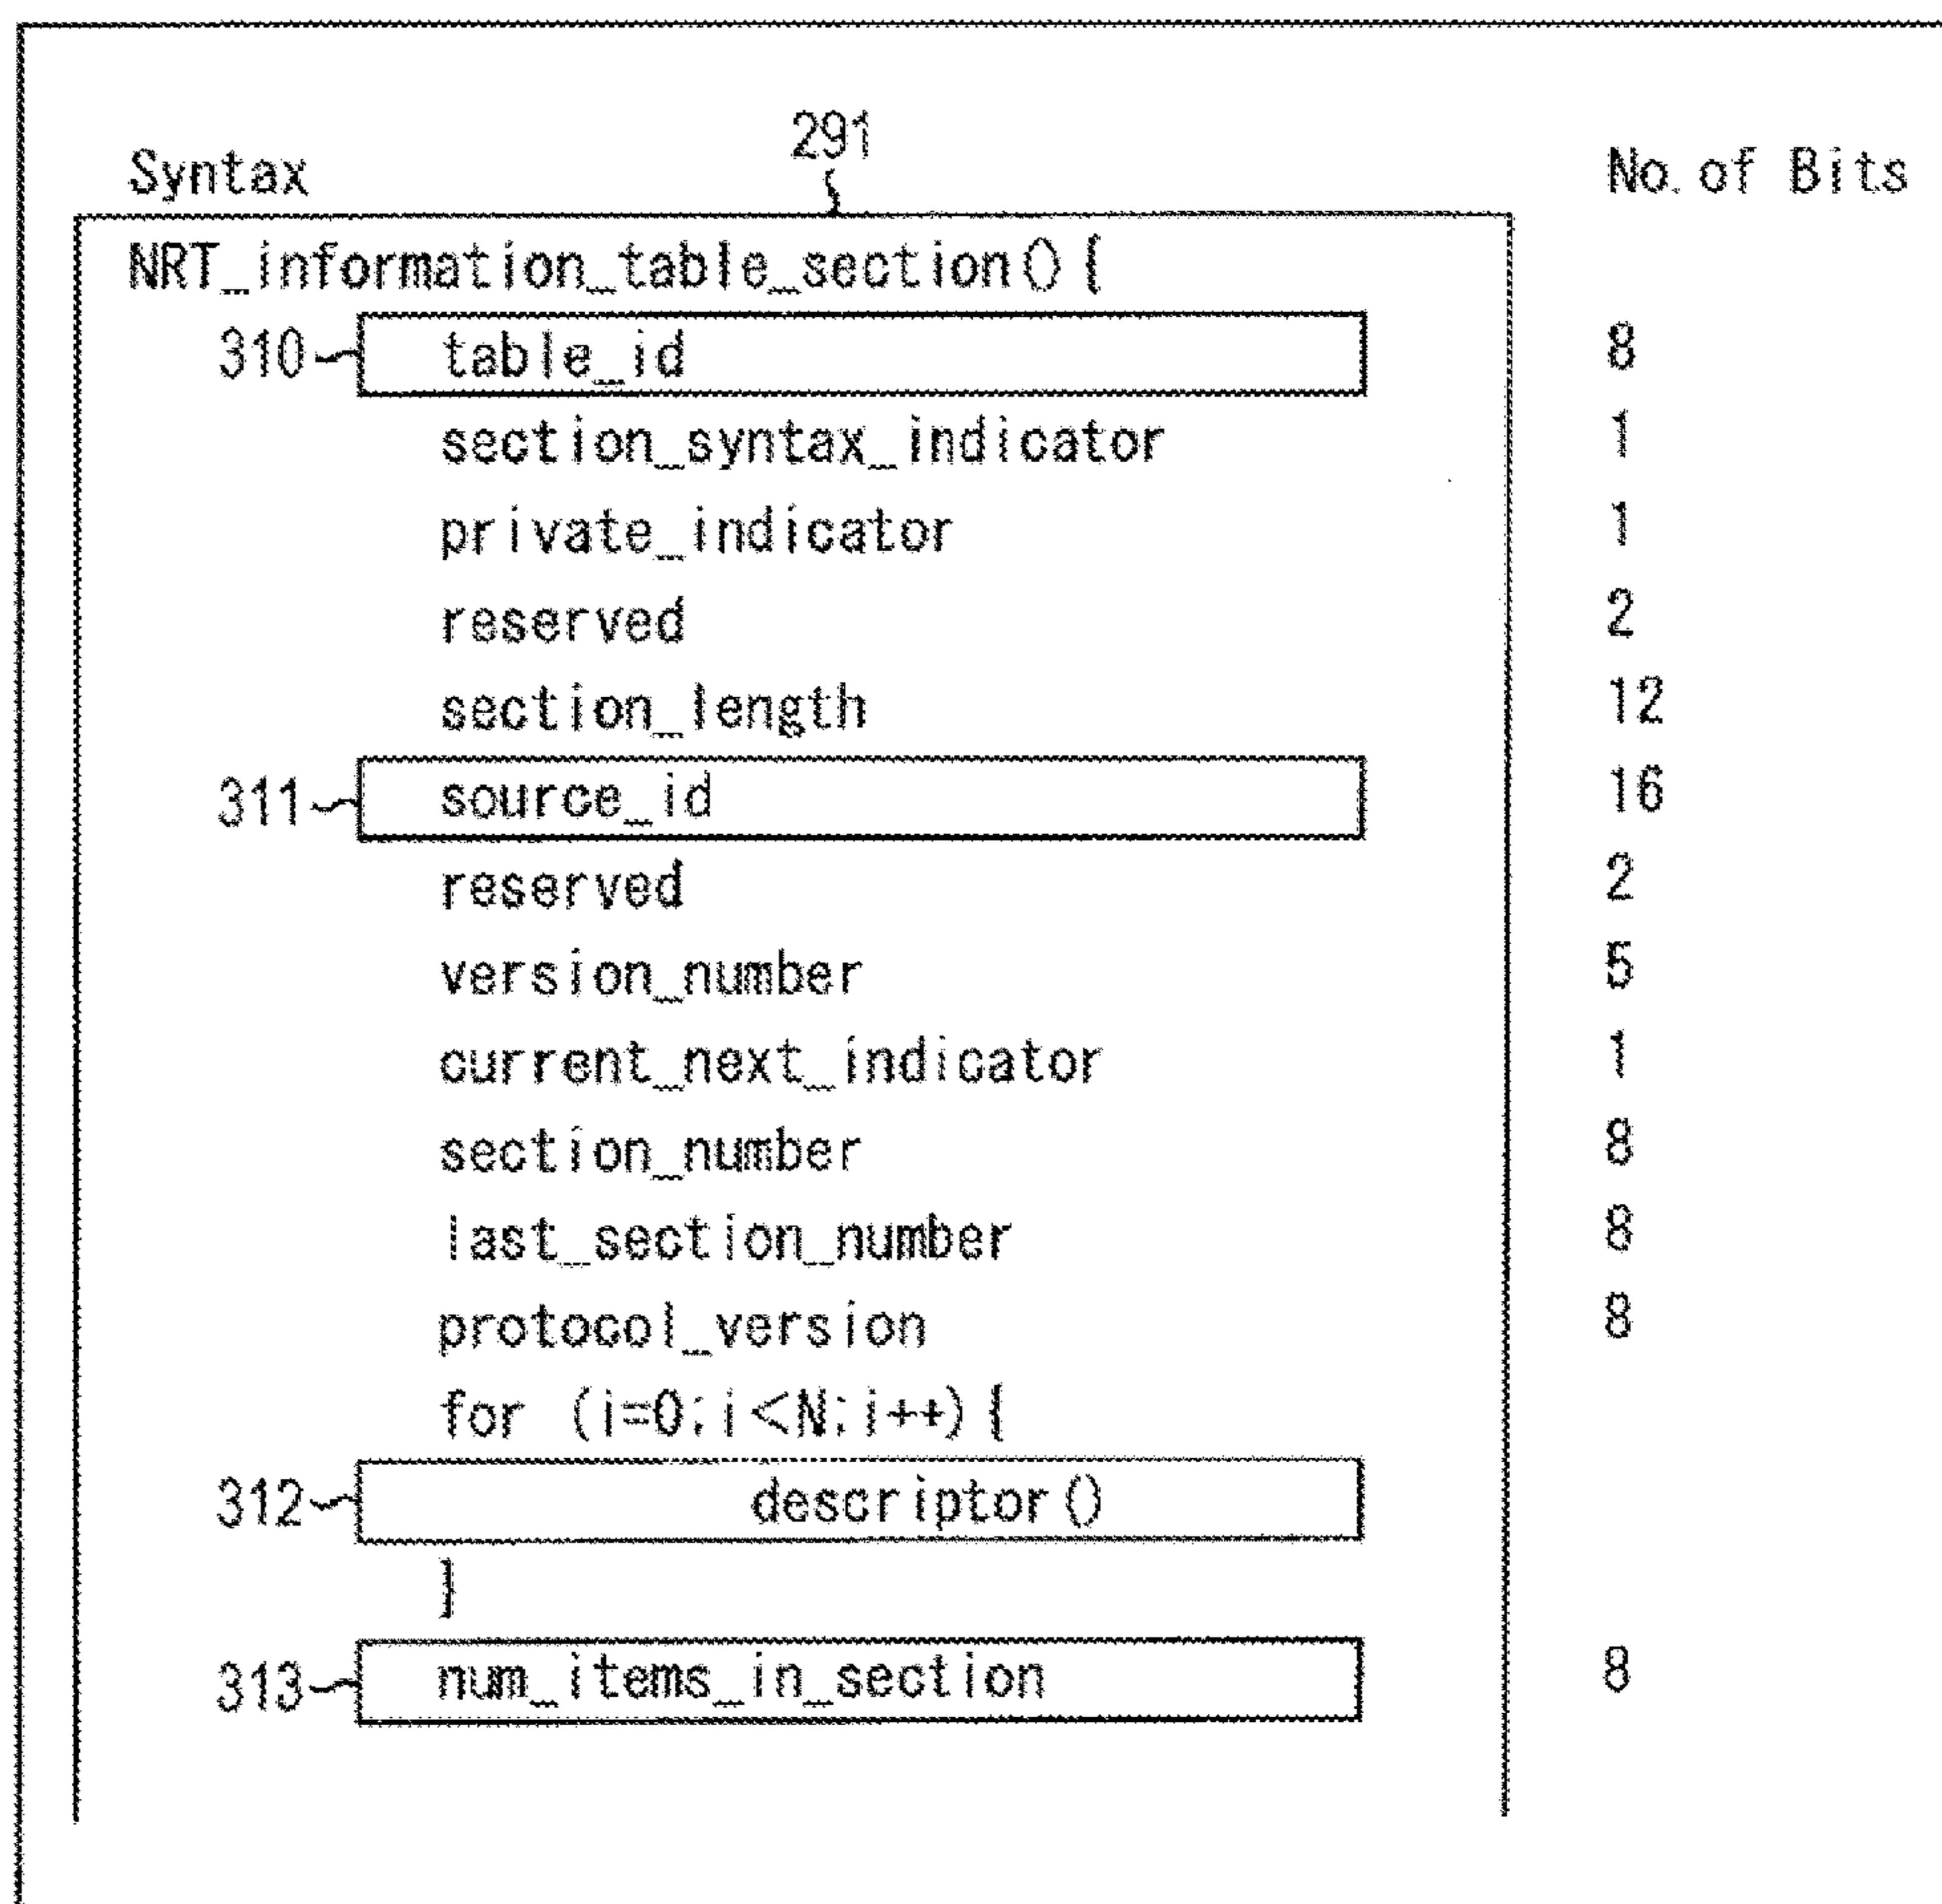 291
Syntax No. of Bits
NRT_information_table_section() {
310 table_id 8
section_syntax_indicator 1
private_indicator 1
reserved 2
section_length 12
311 source_id 16
reserved 2
version_number 5
current_next_indicator 1
section_number 8
last_section_number 8
protocol_version 8
for (i=0;i<N;i++) {
312 descriptor()
}
313 num_items_in_section 8